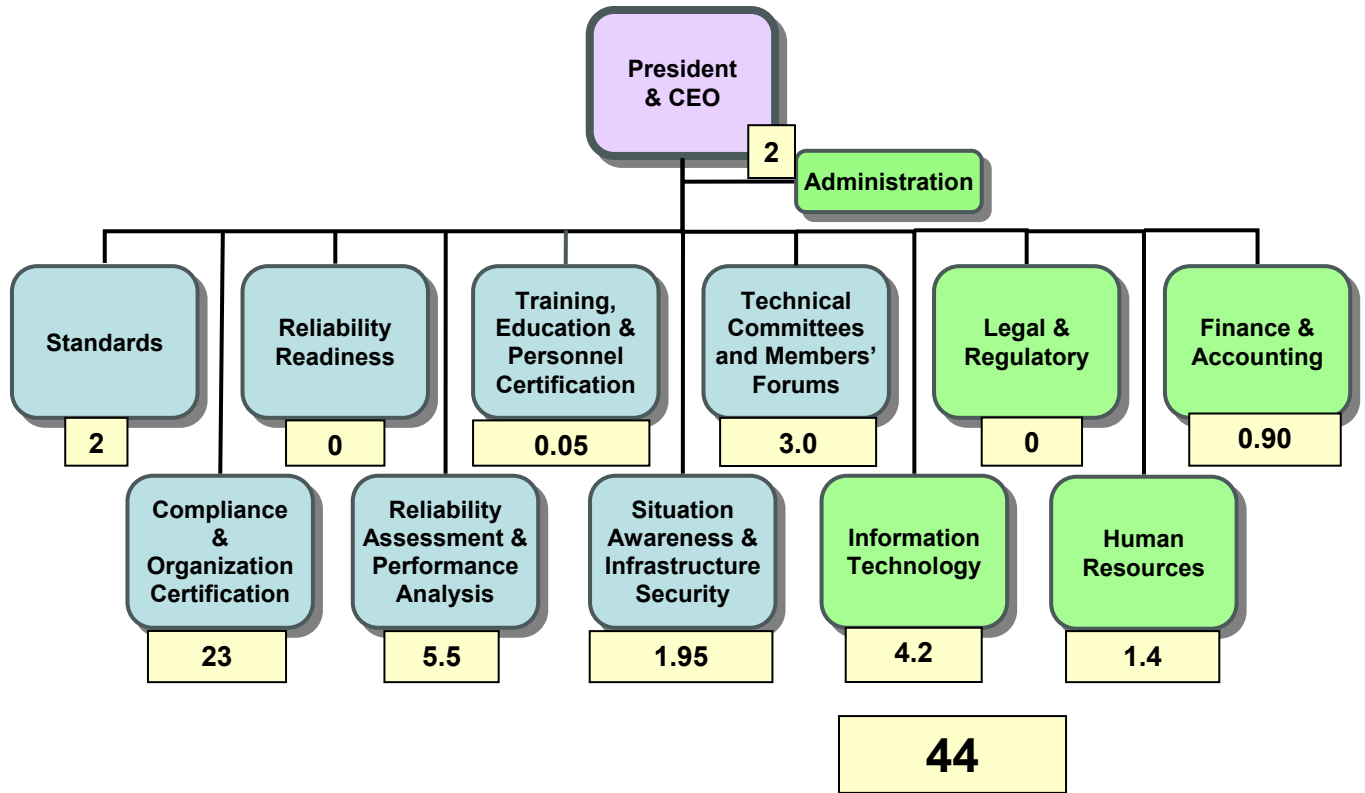 President
& CEO
2
Administration
Standards
2
Reliability
Readiness
0
Training,
Education &
Personnel
Certification
0.05
Technical
Committees
and Members’
Forums
3.0
Legal &
Regulatory
0
Finance &
Accounting
0.90
Compliance
&
Organization
Certification
23
Reliability
Assessment &
Performance
Analysis
5.5
Situation
Awareness &
Infrastructure
Security
1.95
Information
Technology
4.2
Human
Resources
1.4
44